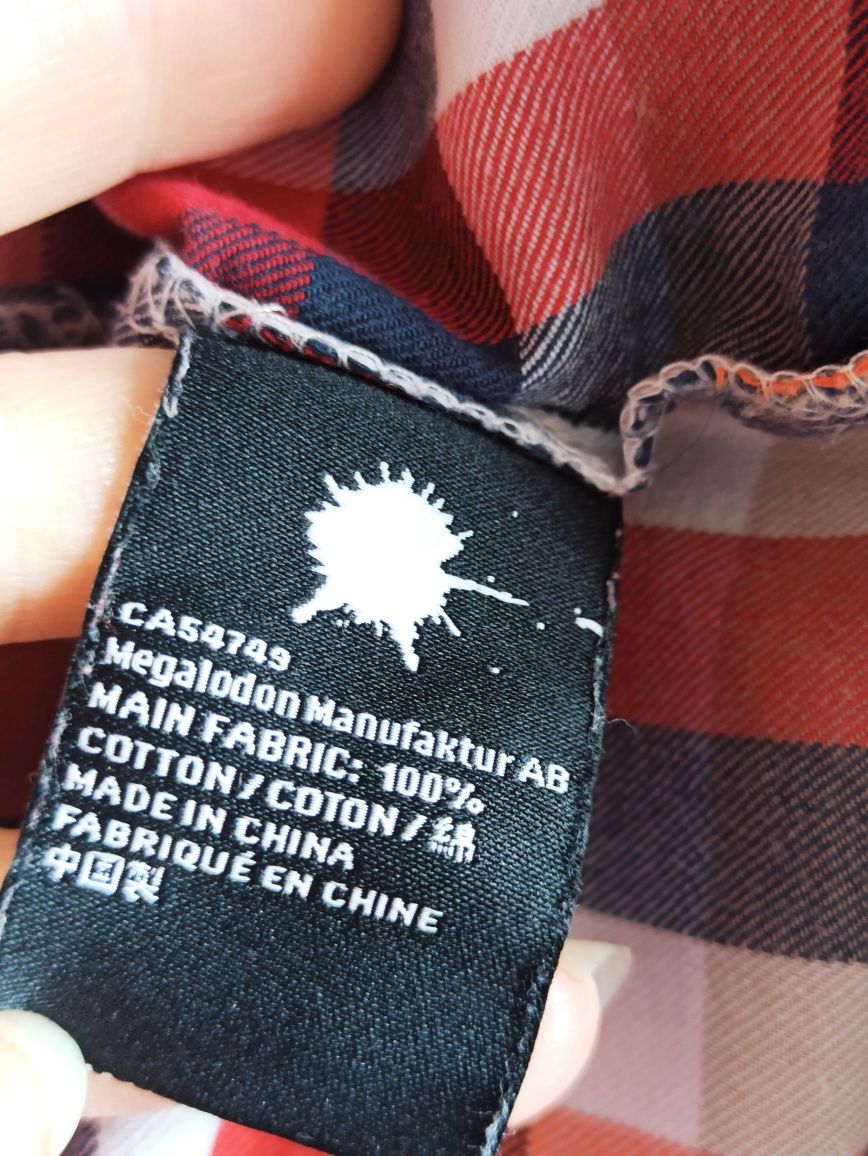 CA54749
Megalodon Manufaktur AB
MAIN FABRIC: 100%
COTTON / COTON / 綿
MADE IN CHINA
FABRIQUÉ EN CHINE
中国製